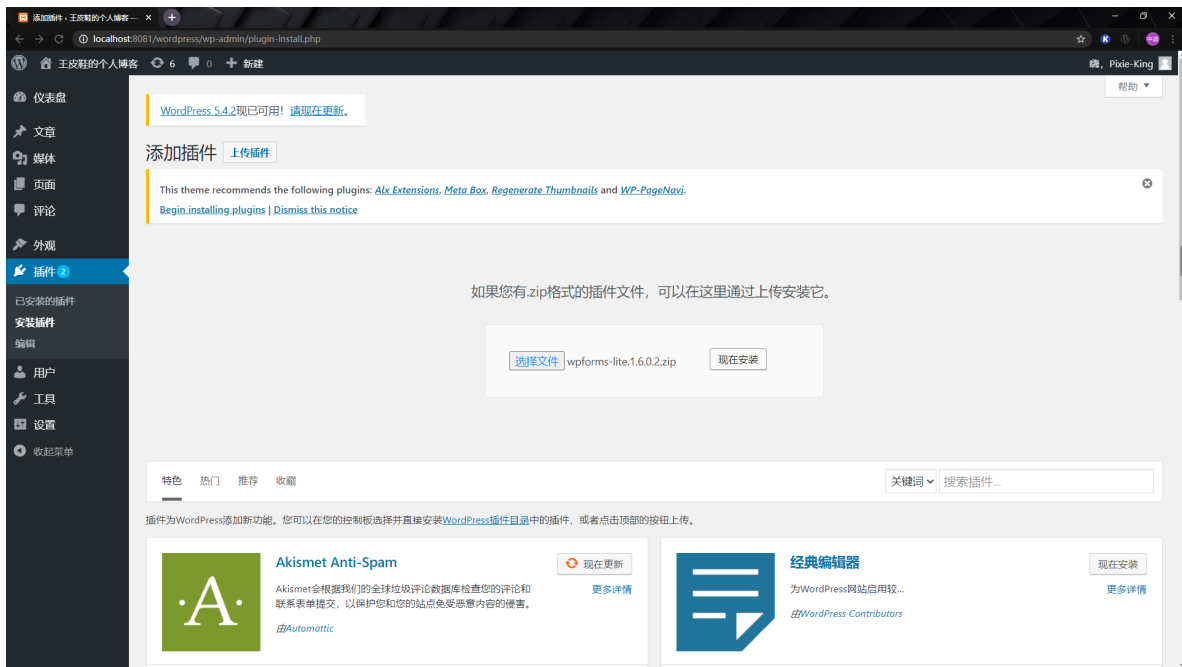 添加插件 ‹ 王皮鞋的个人博客 —
localhost:8081/wordpress/wp-admin/plugin-install.php
王皮鞋的个人博客 6 0 新建
嗨，Pixie-King
仪表盘
文章
媒体
页面
评论
外观
插件 2
已安装的插件
安装插件
编辑
用户
工具
设置
收起菜单
帮助
WordPress 5.4.2现已可用！请现在更新。
添加插件 上传插件
This theme recommends the following plugins: Alx Extensions, Meta Box, Regenerate Thumbnails and WP-PageNavi.
Begin installing plugins | Dismiss this notice
如果您有.zip格式的插件文件，可以在这里通过上传安装它。
选择文件 wpforms-lite.1.6.0.2.zip 现在安装
特色 热门 推荐 收藏 关键词 搜索插件...
插件为WordPress添加新功能。您可以在您的控制板选择并直接安装WordPress插件目录中的插件，或者点击顶部的按钮上传。
A
Akismet Anti-Spam
现在更新
更多详情
Akismet会根据我们的全球垃圾评论数据库检查您的评论和
联系表单提交，以保护您和您的站点免受恶意内容的侵害。
由Automattic
经典编辑器
现在安装
更多详情
为WordPress网站启用较...
由WordPress Contributors